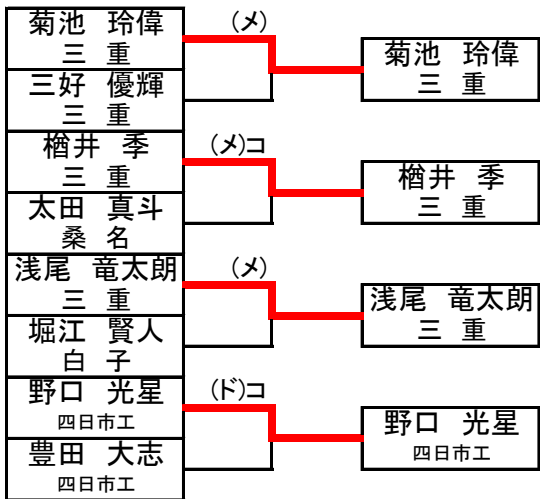 菊池 玲偉
三 重
三好 優輝
三 重
楢井 季
三 重
太田 真斗
桑 名
浅尾 竜太朗
三 重
堀江 賢人
白 子
野口 光星
四日市工
豊田 大志
四日市工
(メ)
(メ)コ
(メ)
(ド)コ
菊池 玲偉
三 重
楢井 季
三 重
浅尾 竜太朗
三 重
野口 光星
四日市工